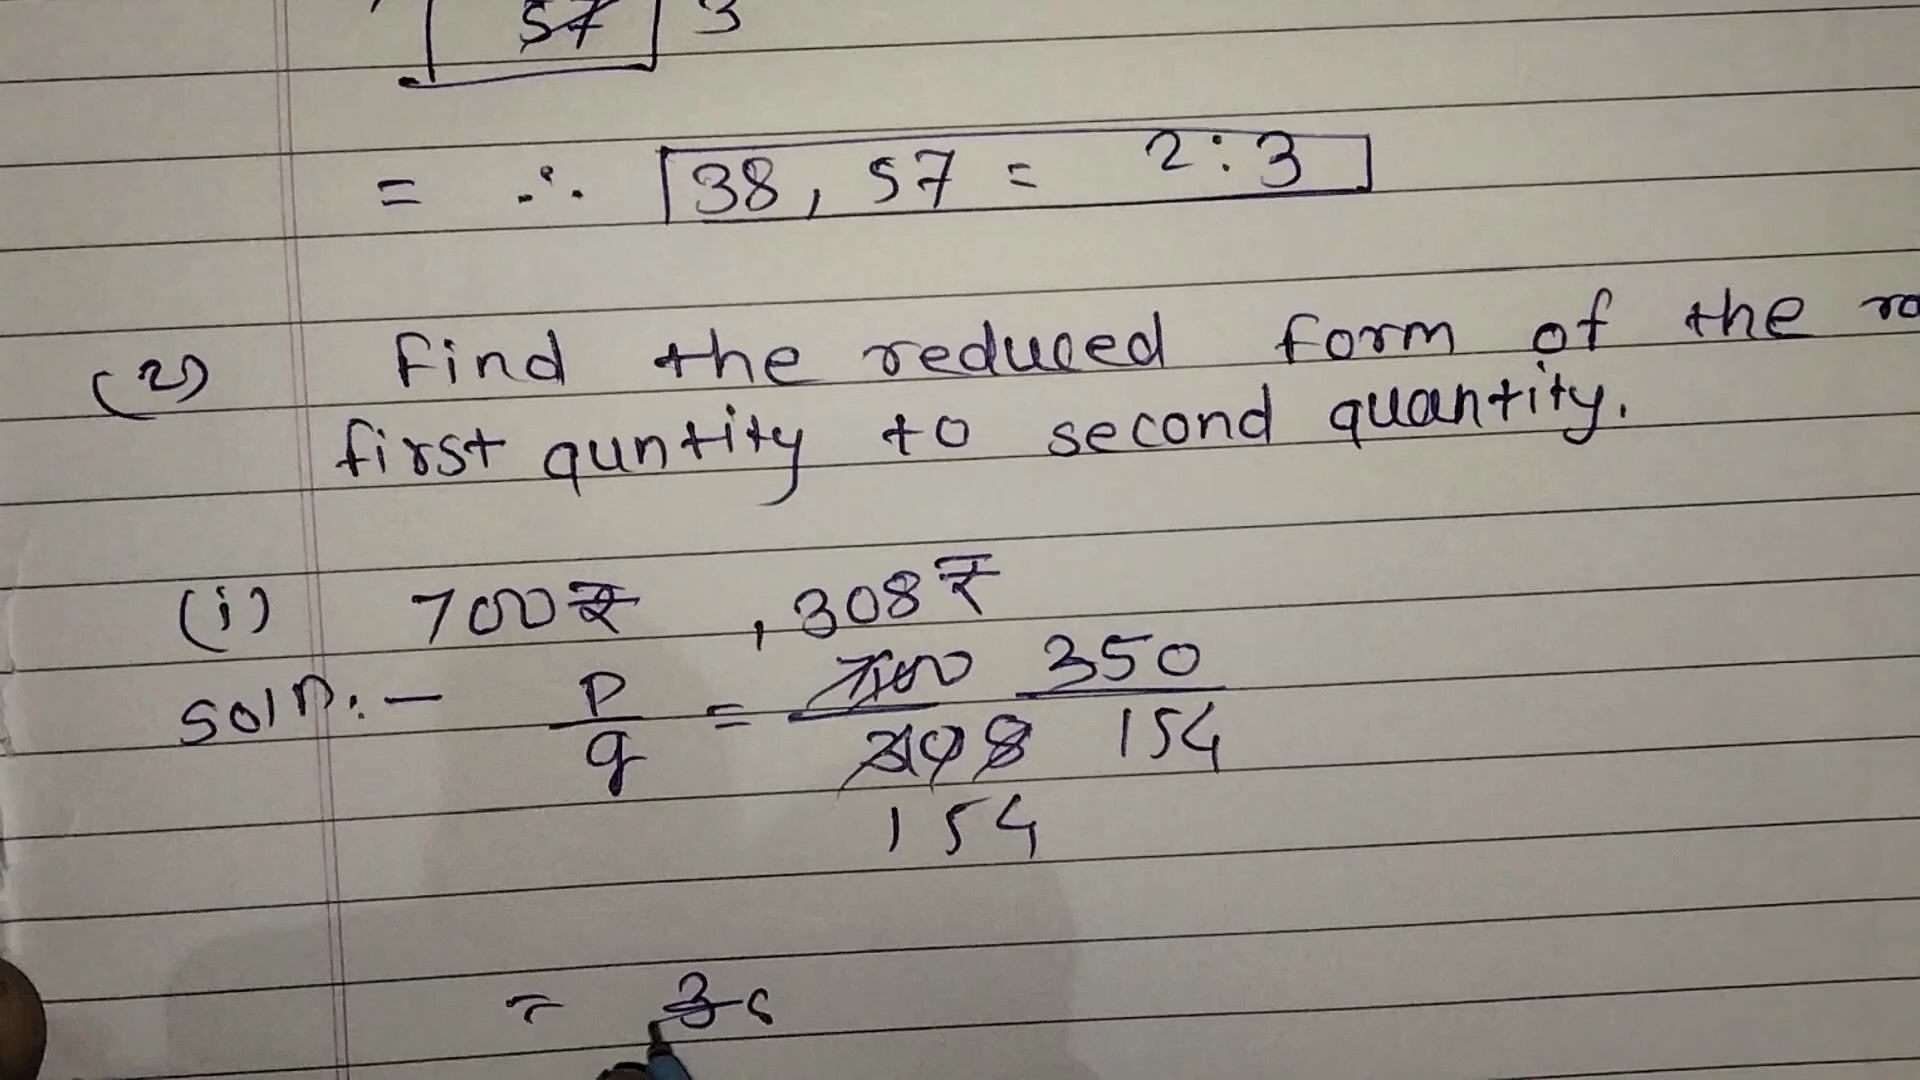 57 3
= ∴ 38, 57 = 2:3
(2) Find the reduced form of the
first quntity to second quantity.
(i) 700₹ , 308₹
Soln:- p/q = 700/308 350/154
154
=